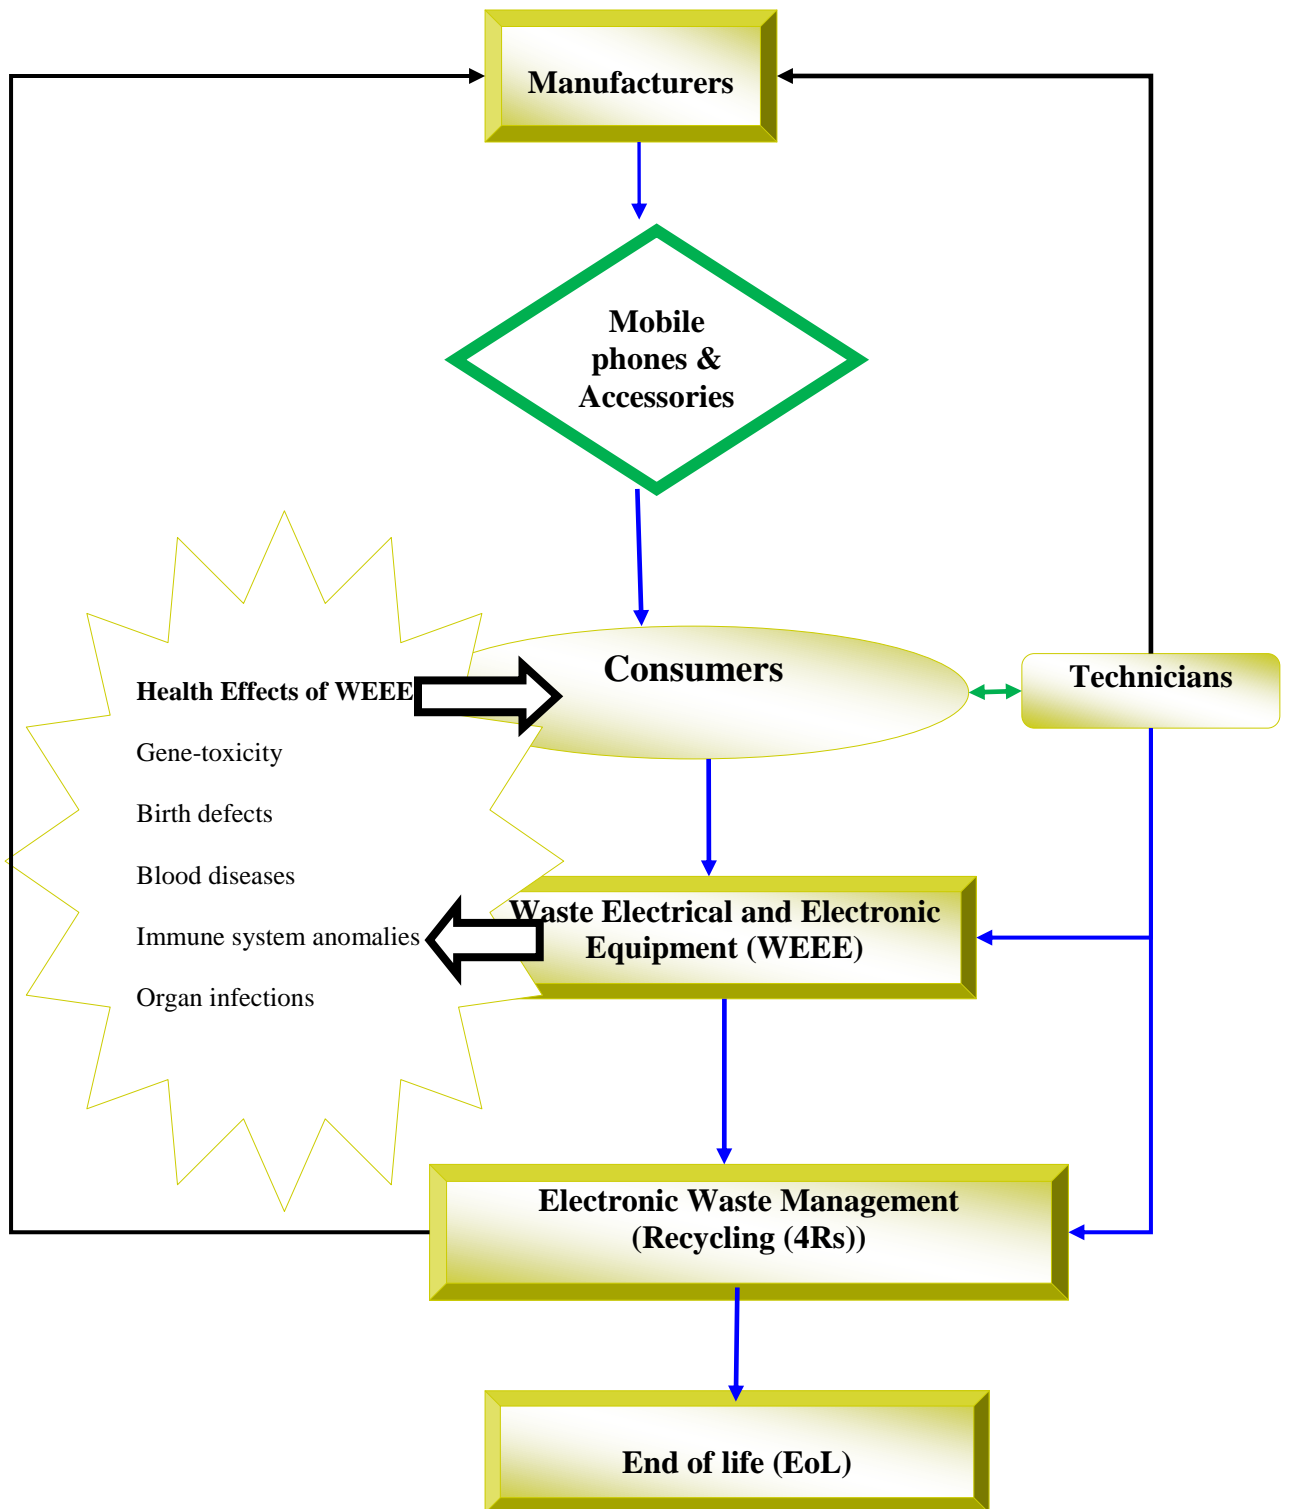 Manufacturers
Mobile
phones &
Accessories
Consumers
Technicians
Health Effects of WEEE
Gene-toxicity
Birth defects
Blood diseases
Immune system anomalies
Organ infections
Waste Electrical and Electronic
Equipment (WEEE)
Electronic Waste Management
(Recycling (4Rs))
End of life (EoL)